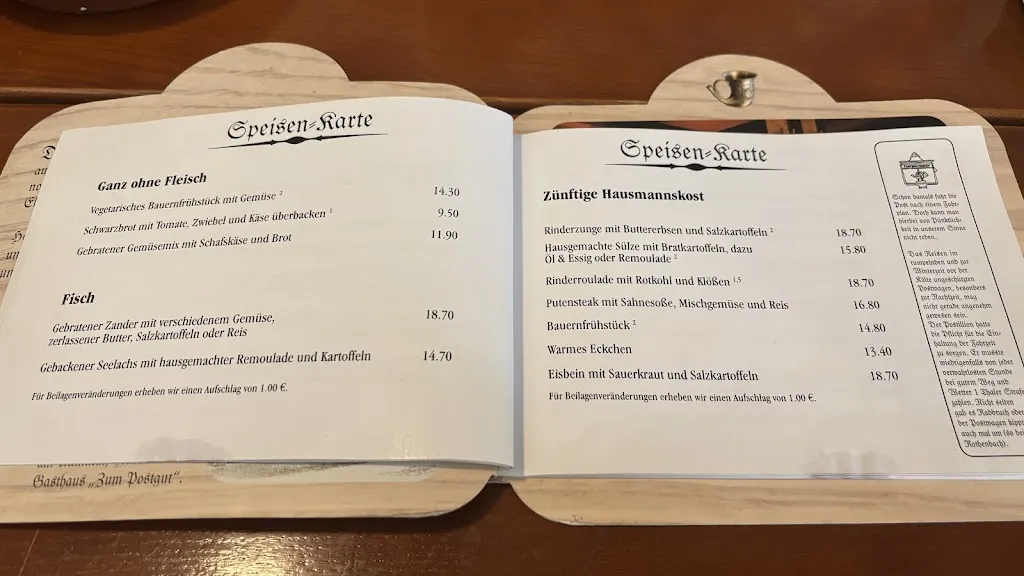 Speisen-Karte
Ganz ohne Fleisch
Vegetarisches Bauernfrühstück mit Gemüse ² 14.30
Schwarzbrot mit Tomate, Zwiebel und Käse überbacken ¹ 9.50
Gebratener Gemüsemix mit Schafskäse und Brot 11.90
Fisch
Gebratener Zander mit verschiedenem Gemüse,
zerlassener Butter, Salzkartoffeln oder Reis 18.70
Gebackener Seelachs mit hausgemachter Remoulade und Kartoffeln 14.70
Für Beilagenveränderungen erheben wir einen Aufschlag von 1.00 €.
Gasthaus „Zum Postgut“.
Speisen-Karte
Zünftige Hausmannskost
Rinderzunge mit Buttererbsen und Salzkartoffeln ² 18.70
Hausgemachte Sülze mit Bratkartoffeln, dazu
Öl & Essig oder Remoulade ² 15.80
Rinderroulade mit Rotkohl und Klößen ¹,⁵ 18.70
Putensteak mit Sahnesoße, Mischgemüse und Reis 16.80
Bauernfrühstück ² 14.80
Warmes Eckchen 13.40
Eisbein mit Sauerkraut und Salzkartoffeln 18.70
Für Beilagenveränderungen erheben wir einen Aufschlag von 1.00 €.
Schon damals fuhr die
Post nach einem Fahr-
plan. Doch kann man
hierbei von Pünktlich-
keit in unserem Sinne
nicht reden.
Das Reisen im
rumpelnden und zur
Winterzeit vor der
Kälte ungeschützten
Postwagen, besonders
zur Nachtzeit, mag
nicht gerade angenehm
gewesen sein.
Der Postillion hatte
die Pflicht für die Ein-
haltung der Fahrzeit
zu sorgen. Er musste
niedrigenfalls von jeder
verwahrlosten Stunde
bei gutem Weg und
Wetter 1 Thaler Strafe
zahlen. Nicht selten
gab es Radbruch oder
der Postwagen kippte
auch mal um (so bei
Rothenbach).